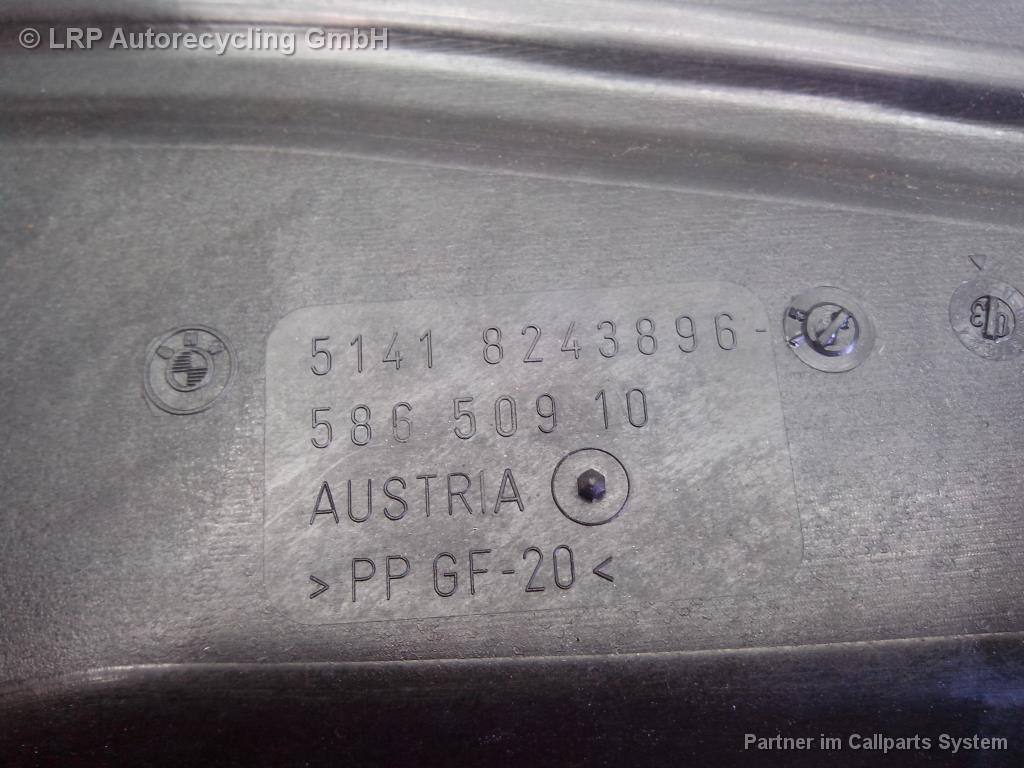 © LRP Autorecycling GmbH
5141 8243896-
586 509 10
AUSTRIA
>PP GF-20<
Partner im Callparts System